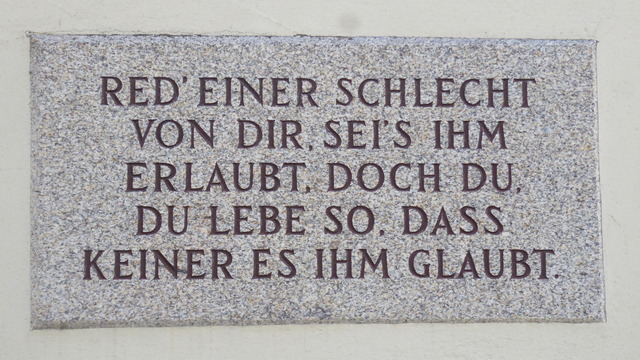 RED' EINER SCHLECHT
VON DIR, SEI'S IHM
ERLAUBT, DOCH DU,
DU LEBE SO, DASS
KEINER ES IHM GLAUBT.